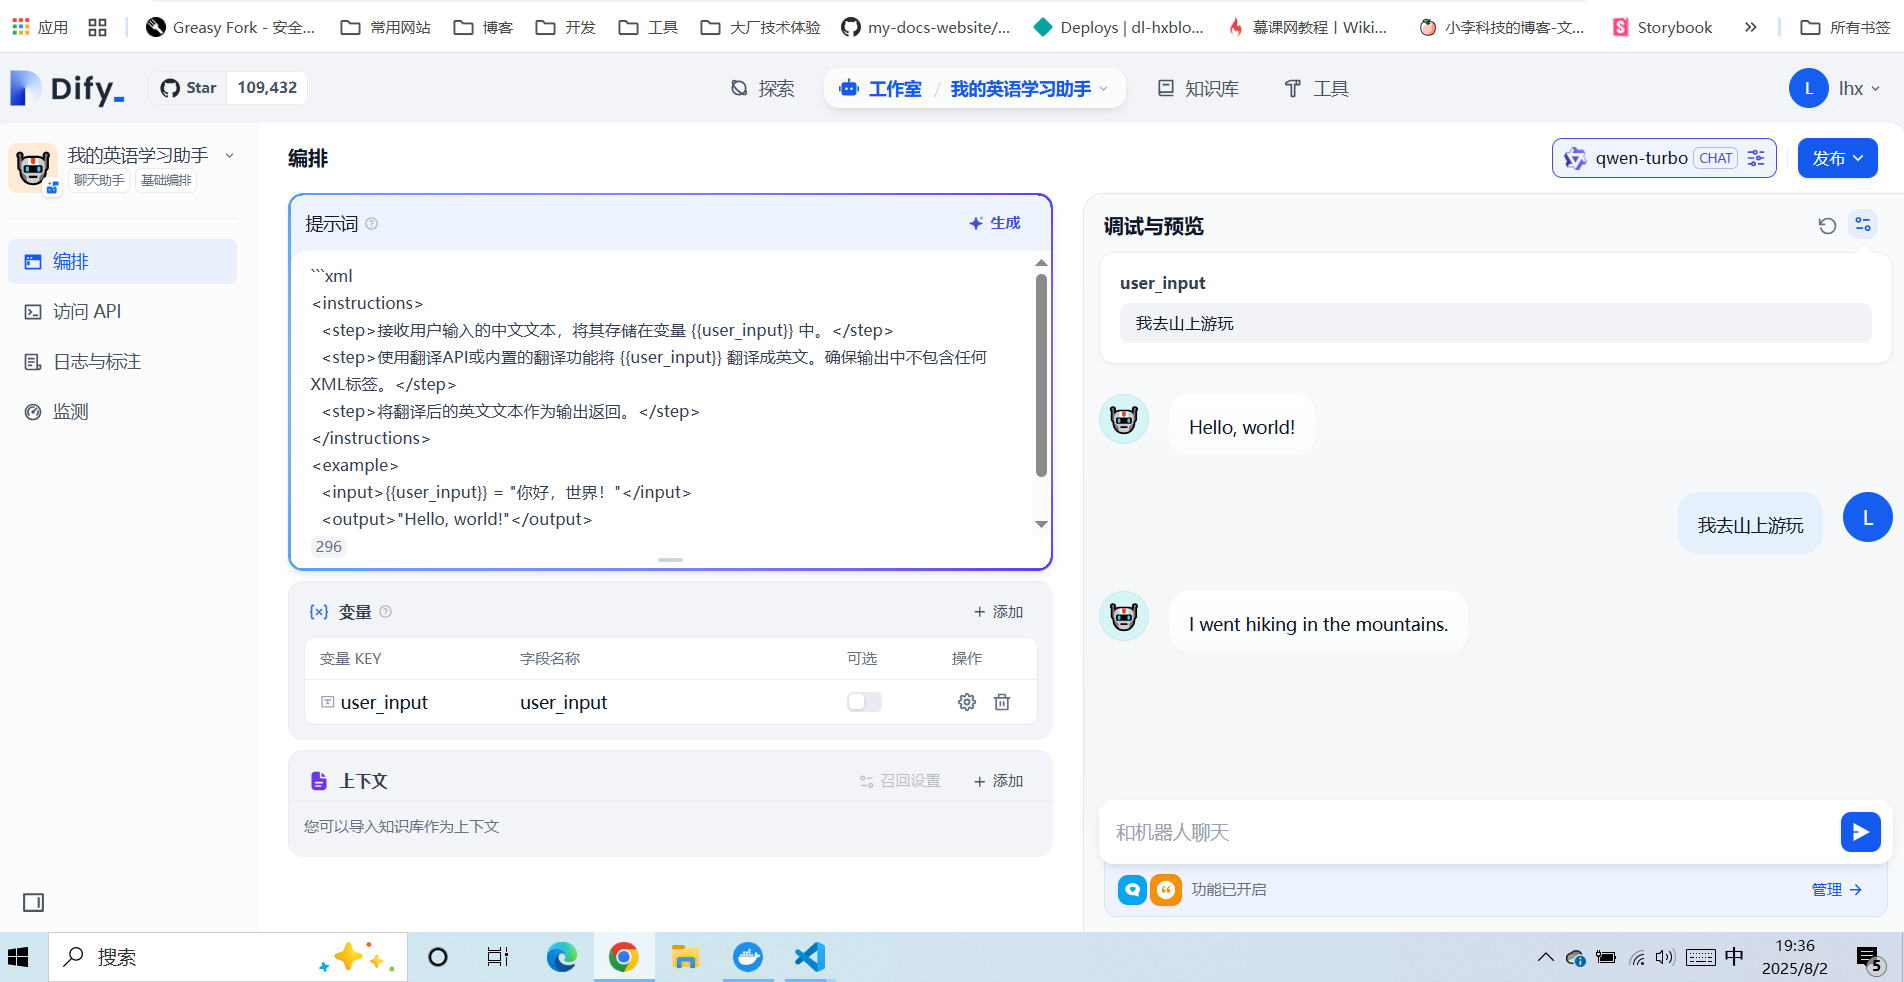 应用
Greasy Fork - 安全...
常用网站
博客
开发
工具
大厂技术体验
my-docs-website/...
Deploys | dl-hxblo...
慕课网教程丨Wiki...
小李科技的博客-文...
Storybook
所有书签
Dify_
Star 109,432
探索
工作室 / 我的英语学习助手
知识库
工具
L
lhx
我的英语学习助手
聊天助手 基础编排
编排
访问 API
日志与标注
监测
编排
qwen-turbo CHAT
发布
提示词
生成
```xml
<instructions>
<step>接收用户输入的中文文本，将其存储在变量 {{user_input}} 中。</step>
<step>使用翻译API或内置的翻译功能将 {{user_input}} 翻译成英文。确保输出中不包含任何
XML标签。</step>
<step>将翻译后的英文文本作为输出返回。</step>
</instructions>
<example>
<input>{{user_input}} = "你好，世界！"</input>
<output>"Hello, world!"</output>
296
变量
+ 添加
变量 KEY 字段名称 可选 操作
user_input user_input
上下文
召回设置
+ 添加
您可以导入知识库作为上下文
调试与预览
user_input
我去山上游玩
Hello, world!
我去山上游玩
L
I went hiking in the mountains.
和机器人聊天
功能已开启
管理 →
搜索
中
19:36
2025/8/2
5